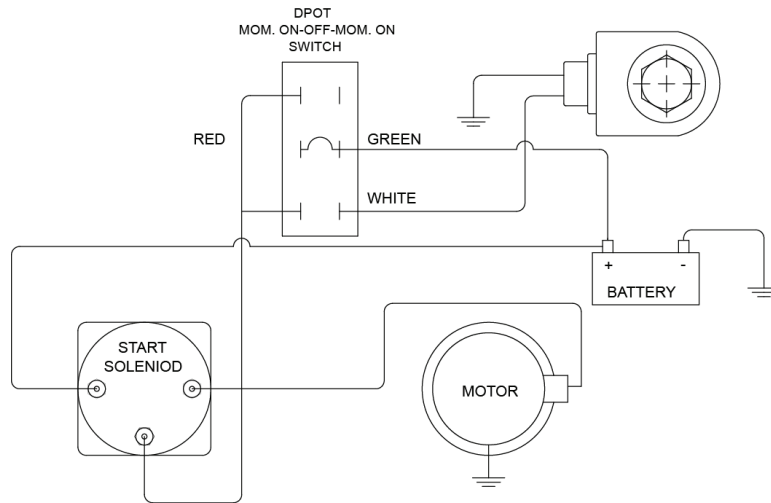 DPOT
MOM. ON-OFF-MOM. ON
SWITCH
RED
GREEN
WHITE
+ -
BATTERY
START
SOLENIOD
MOTOR